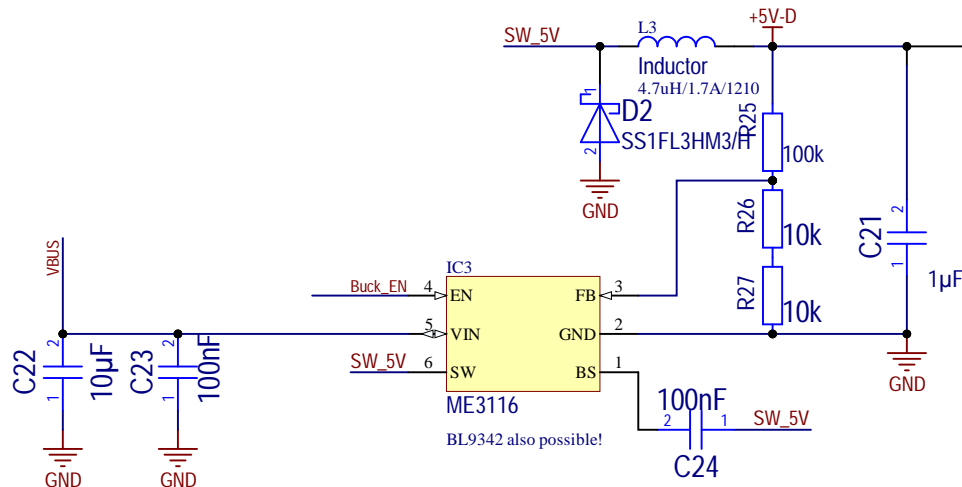 +5V-D
SW_5V
L3
Inductor
4.7uH/1.7A/1210
1
D2
2
SS1FL3HM3/H
GND
R25
100k
R26
10k
R27
10k
C21
2
1
1µF
GND
VBUS
IC3
Buck_EN
4
EN
FB
3
5
VIN
GND
2
SW_5V
6
SW
BS
1
ME3116
BL9342 also possible!
C22
2
1
10µF
C23
2
1
100nF
GND
GND
100nF
2
1
SW_5V
C24